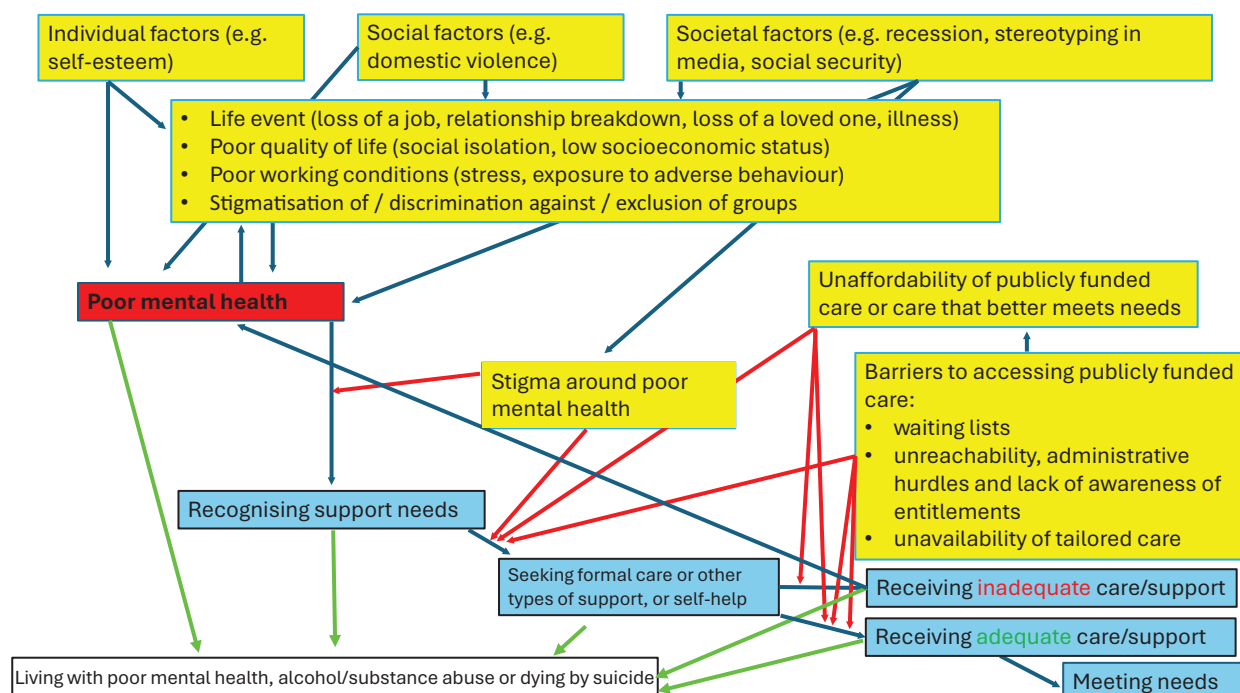 Individual factors (e.g.
self-esteem)
Social factors (e.g.
domestic violence)
Societal factors (e.g. recession, stereotyping in
media, social security)
• Life event (loss of a job, relationship breakdown, loss of a loved one, illness)
• Poor quality of life (social isolation, low socioeconomic status)
• Poor working conditions (stress, exposure to adverse behaviour)
• Stigmatisation of / discrimination against / exclusion of groups
Poor mental health
Unaffordability of publicly funded
care or care that better meets needs
Stigma around poor
mental health
Barriers to accessing publicly funded
care:
• waiting lists
• unreachability, administrative
hurdles and lack of awareness of
entitlements
• unavailability of tailored care
Recognising support needs
Seeking formal care or other
types of support, or self-help
Receiving inadequate care/support
Receiving adequate care/support
Living with poor mental health, alcohol/substance abuse or dying by suicide
Meeting needs